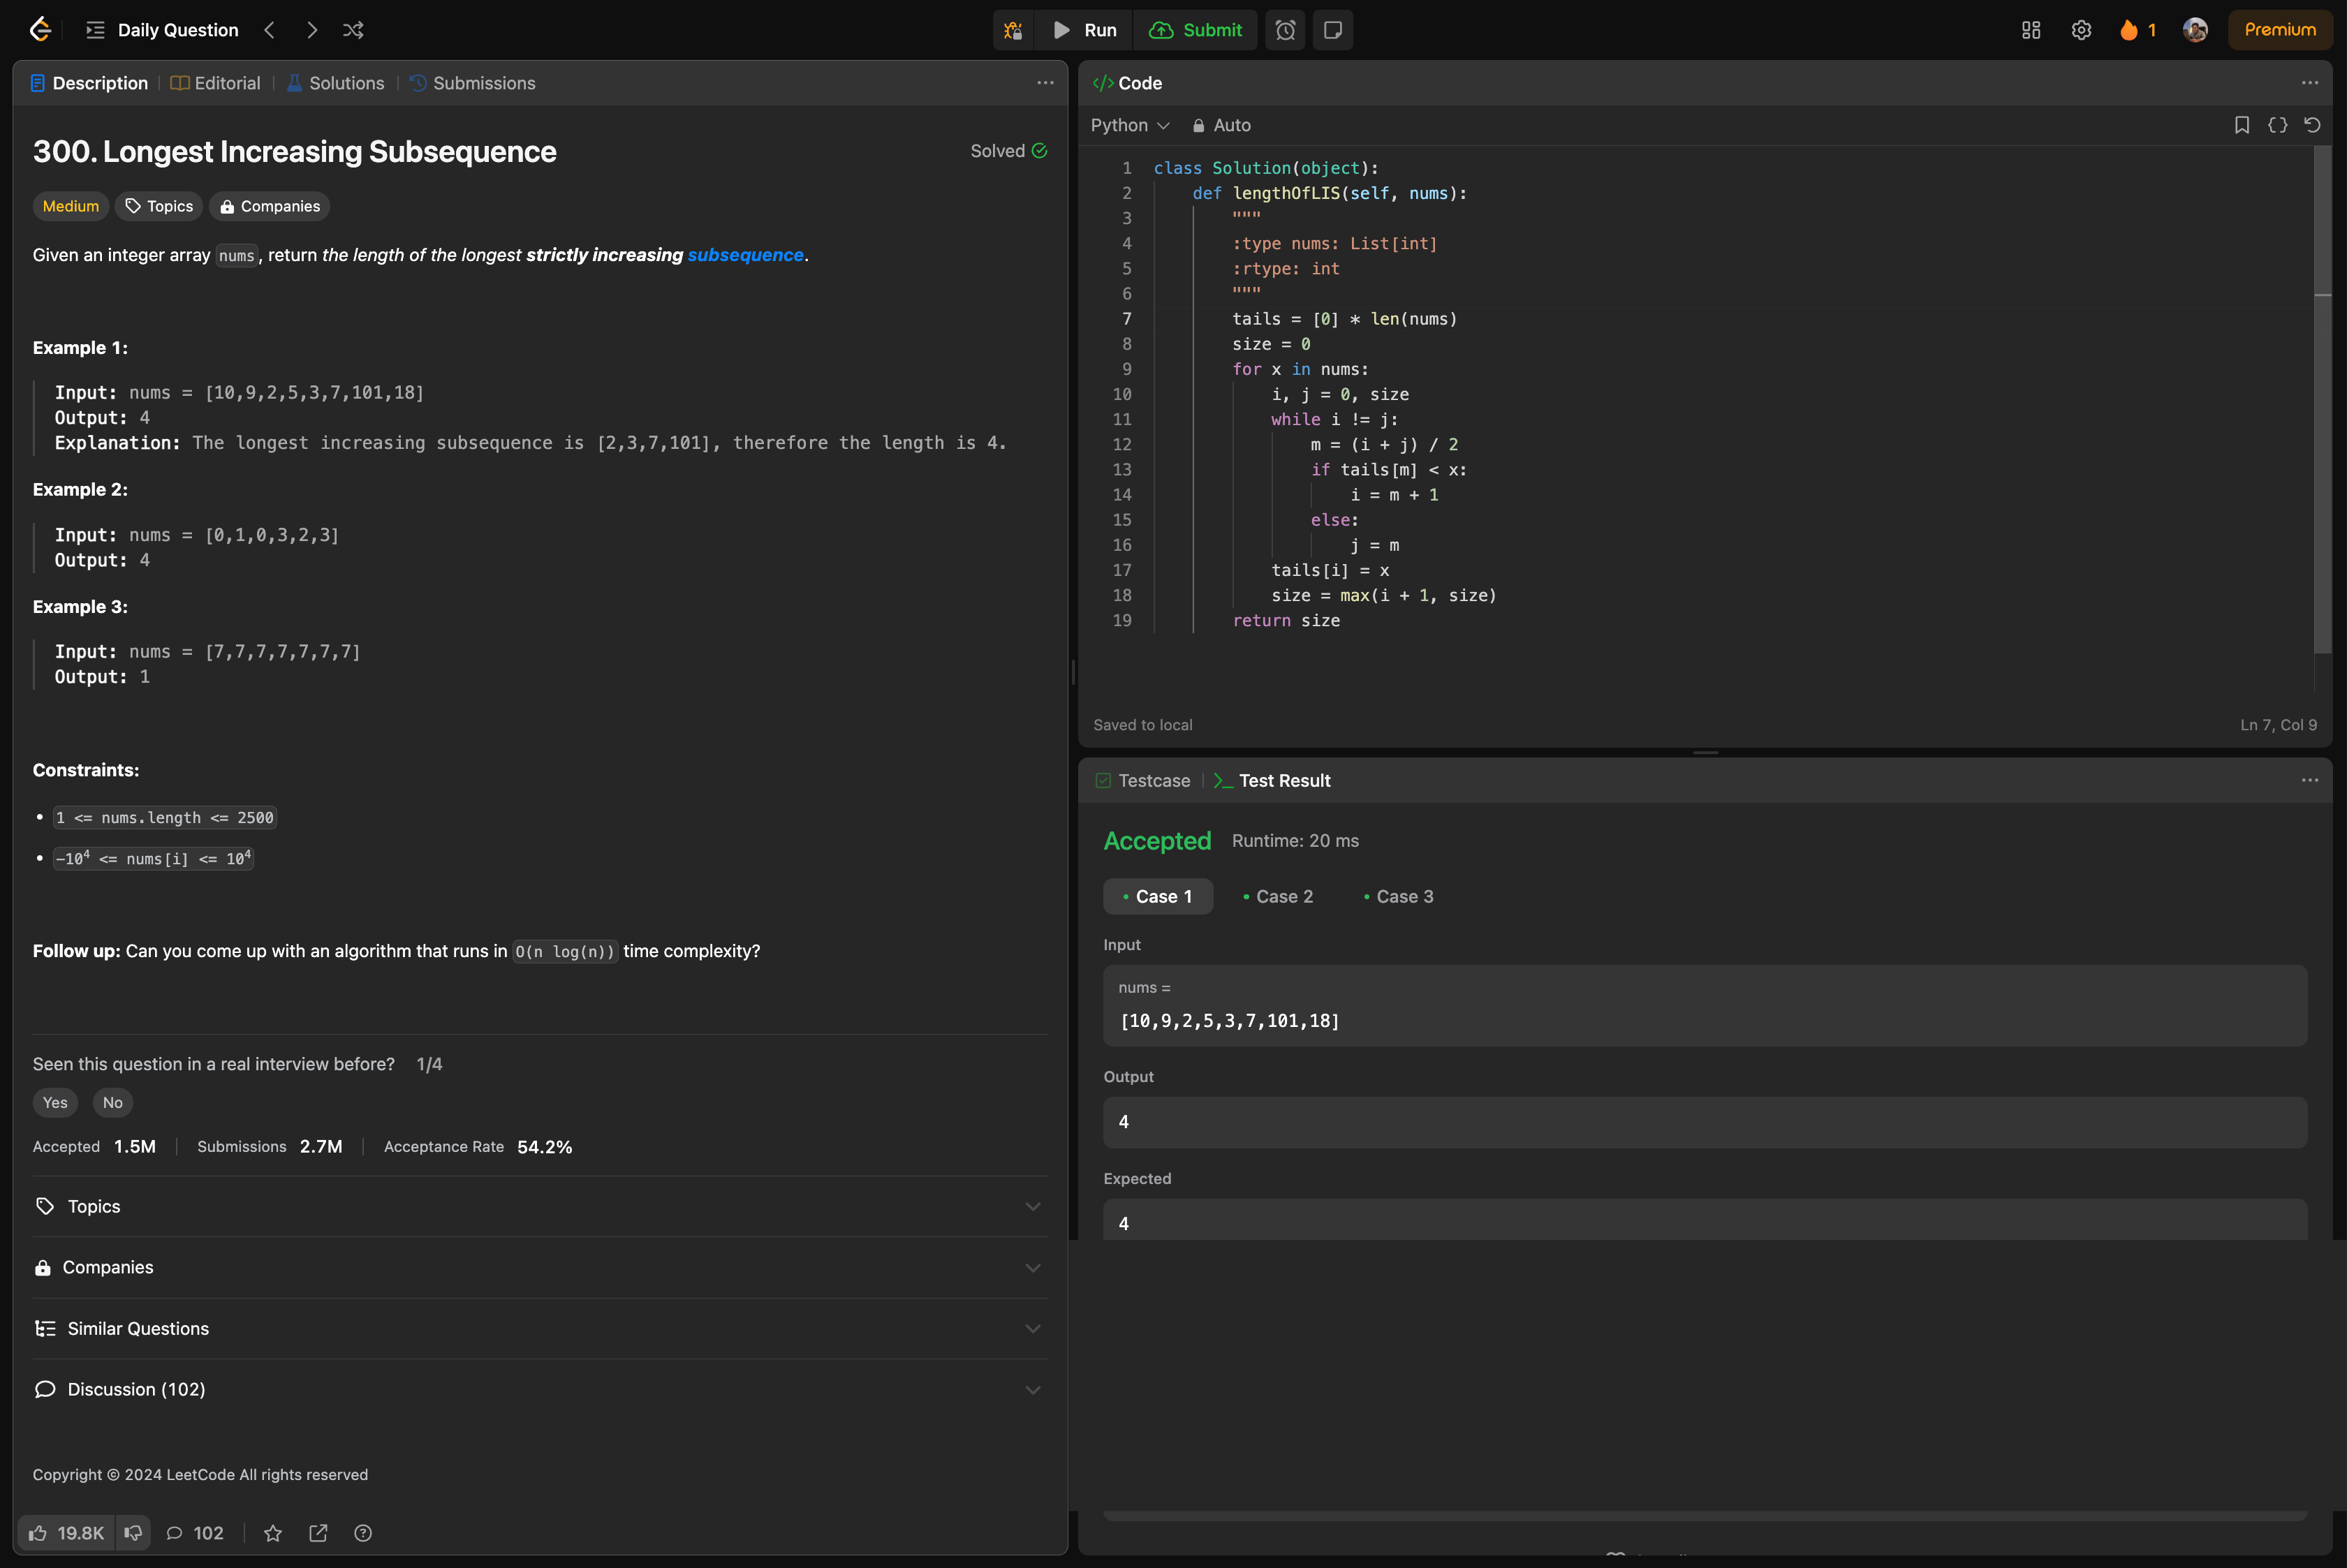 Daily Question
Run
Submit
1
Premium
Description
Editorial
Solutions
Submissions
300. Longest Increasing Subsequence
Solved
Medium
Topics
Companies
Given an integer array nums, return the length of the longest strictly increasing subsequence.
Example 1:
Input: nums = [10,9,2,5,3,7,101,18]
Output: 4
Explanation: The longest increasing subsequence is [2,3,7,101], therefore the length is 4.
Example 2:
Input: nums = [0,1,0,3,2,3]
Output: 4
Example 3:
Input: nums = [7,7,7,7,7,7,7]
Output: 1
Constraints:
• 1 <= nums.length <= 2500
• -10⁴ <= nums[i] <= 10⁴
Follow up: Can you come up with an algorithm that runs in O(n log(n)) time complexity?
Seen this question in a real interview before? 1/4
Yes
No
Accepted 1.5M
Submissions 2.7M
Acceptance Rate 54.2%
Topics
Companies
Similar Questions
Discussion (102)
Copyright © 2024 LeetCode All rights reserved
19.8K
102
</> Code
Python
Auto
1 class Solution(object):
2     def lengthOfLIS(self, nums):
3         """
4         :type nums: List[int]
5         :rtype: int
6         """
7         tails = [0] * len(nums)
8         size = 0
9         for x in nums:
10             i, j = 0, size
11             while i != j:
12                 m = (i + j) / 2
13                 if tails[m] < x:
14                     i = m + 1
15                 else:
16                     j = m
17             tails[i] = x
18             size = max(i + 1, size)
19         return size
Saved to local
Ln 7, Col 9
Testcase
>_ Test Result
Accepted
Runtime: 20 ms
• Case 1
• Case 2
• Case 3
Input
nums =
[10,9,2,5,3,7,101,18]
Output
4
Expected
4